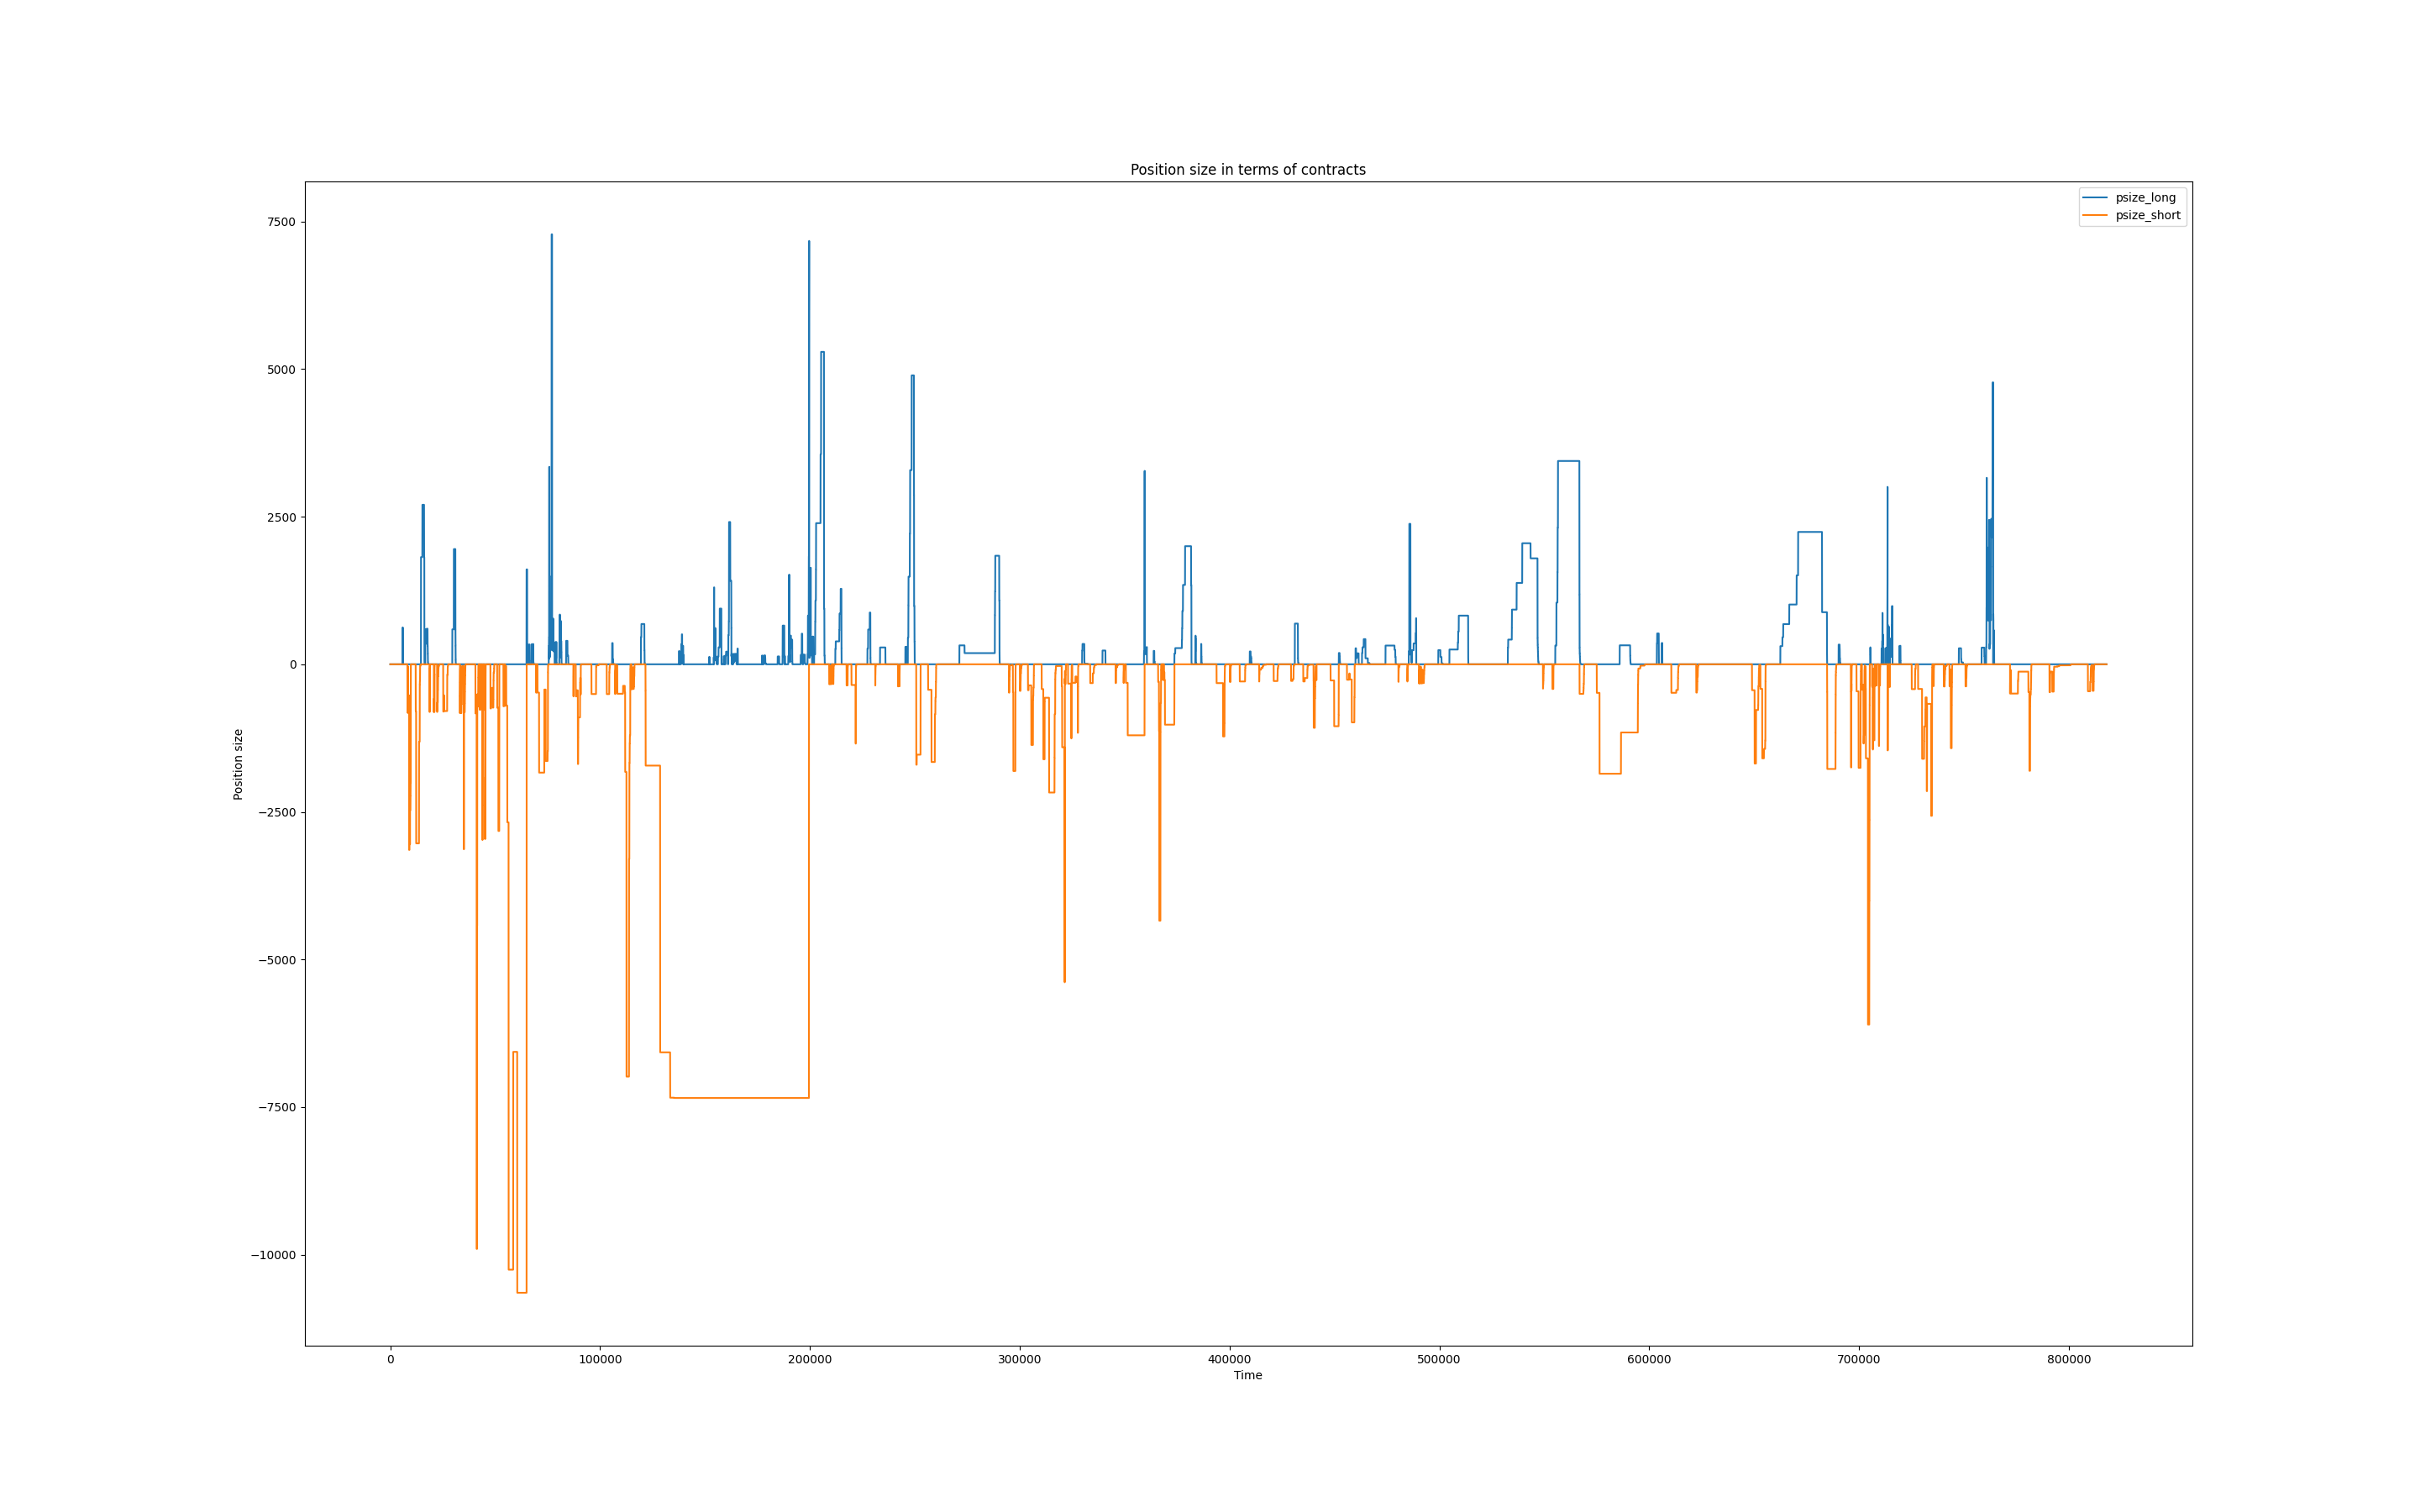 Position size in terms of contracts
psize_long
psize_short
7500
5000
2500
0
−2500
−5000
−7500
−10000
Position size
0 100000 200000 300000 400000 500000 600000 700000 800000
Time